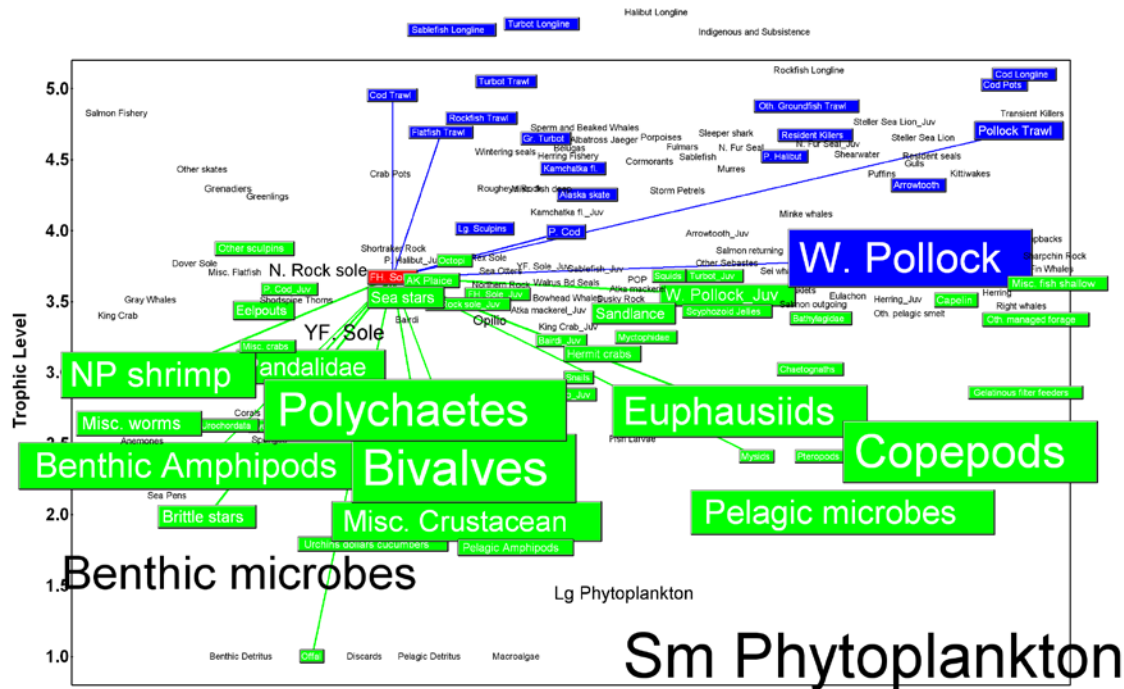 Halibut Longline
Turbot Longline
Sablefish Longline
Indigenous and Subsistence
Rockfish Longline
Cod Longline
5.0
Turbot Trawl
Cod Pots
Cod Trawl
Salmon Fishery
Oth. Groundfish Trawl
Transient Killers
Rockfish Trawl
Steller Sea Lion_Juv
Flatfish Trawl
Sperm and Beaked Whales
Sleeper shark
Resident Killers
Pollock Trawl
Gr. Turbot
Albatross Jaeger
Porpoises
Steller Sea Lion
Belugas
Fulmars
N. Fur Seal
N. Fur Seal_Juv
4.5
Wintering seals
Herring Fishery
Sablefish
P. Halibut
Shearwater
Resident seals
Cormorants
Gulls
Other skates
Crab Pots
Kamchatka fl.
Murres
Puffins
Kittiwakes
Grenadiers
Greenlings
Alaska skate
Storm Petrels
Arrowtooth
Kamchatka fl._Juv
Minke whales
4.0
Lg. Sculpins
P. Cod
Arrowtooth_Juv
W. Pollock
Other sculpins
Shortraker Rock
Salmon returning
Dover Sole
P. Halibut_Ju
Octopi
Other Sebastes
Fin Whales
Misc. Flatfish
N. Rock sole
FH. So
AK Plaice
Sea Otters
YF. Sole_Juv
Sablefish_Juv
Squids
Turbot_Juv
Misc. fish shallow
P. Cod_Juv
Northern Rock
Walrus Bd Seals
POP
3.5
Gray Whales
Shortspine Thorns
Sea stars
FH. Sole_Juv
Bowhead Whales
Atka mackerel
W. Pollock_Juv
Eulachon
Herring_Juv
Capelin
Herring
Eelpouts
Atka mackerel_Juv
Dusky Rock
Sandlance
Scyphozoid Jellies
Salmon outgoing
Right whales
King Crab
Bairdi
Opilio
Bathylagidae
Oth. pelagic smelt
Oth. managed forage
YF. Sole
King Crab_Juv
Misc. crabs
Bairdi_Juv
Myctophidae
Hermit crabs
NP shrimp
andalidae
Chaetognaths
3.0
Trophic Level
Polychaetes
Euphausiids
Gelatinous filter feeders
Misc. worms
Corals
Urochordata
Anemones
Fish Larvae
Benthic Amphipods
Bivalves
Mysids
Pteropods
Copepods
Sea Pens
2.0
Brittle stars
Misc. Crustacean
Pelagic microbes
Urchins dollars cucumbers
Pelagic Amphipods
Benthic microbes
1.5
Lg Phytoplankton
1.0
Benthic Detritus
Offal
Discards
Pelagic Detritus
Macroalgae
Sm Phytoplankton